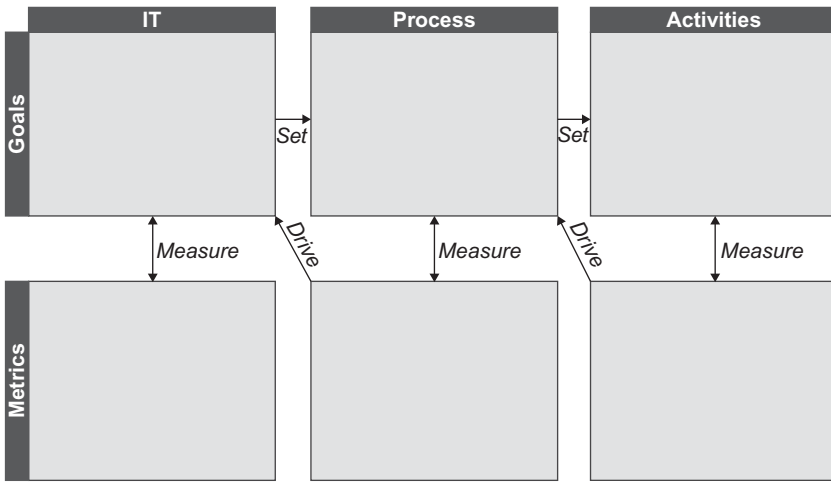 IT
Process
Activities
Goals
Set
Set
Measure
Drive
Measure
Drive
Measure
Metrics